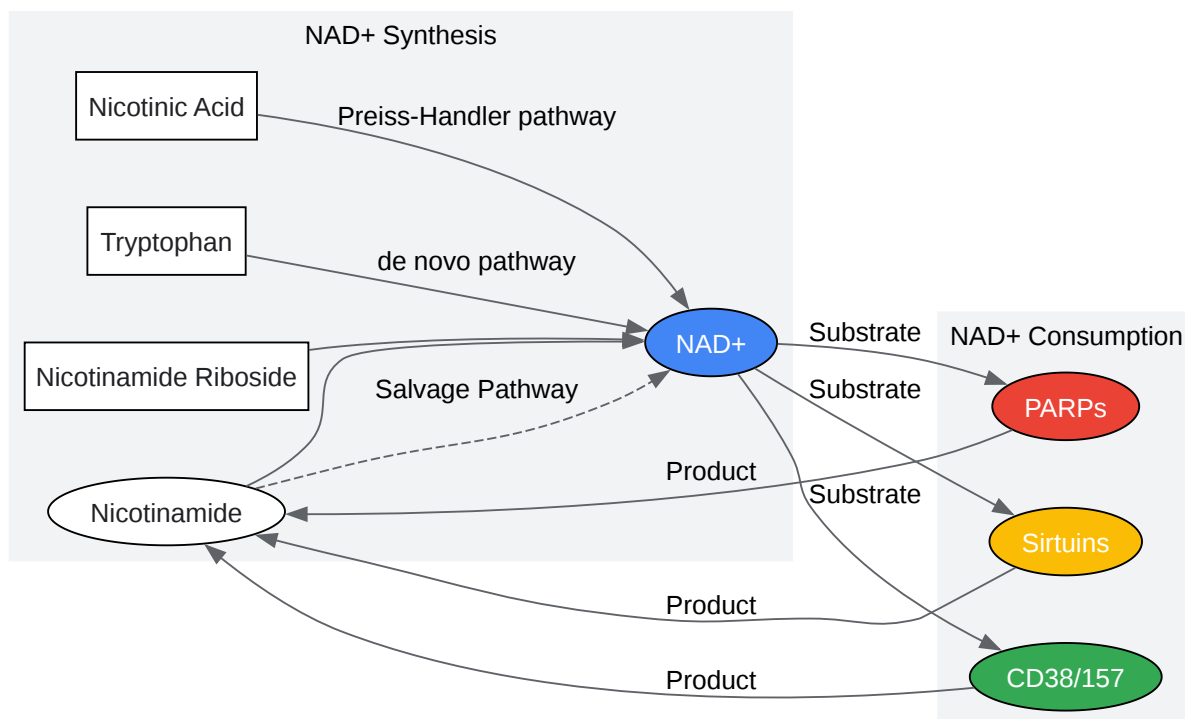 NAD+ Synthesis
Nicotinic Acid
Preiss-Handler pathway
Tryptophan
de novo pathway
Nicotinamide Riboside
Salvage Pathway
Nicotinamide
NAD+
Substrate
Substrate
Substrate
Product
Product
Product
NAD+ Consumption
PARPs
Sirtuins
CD38/157